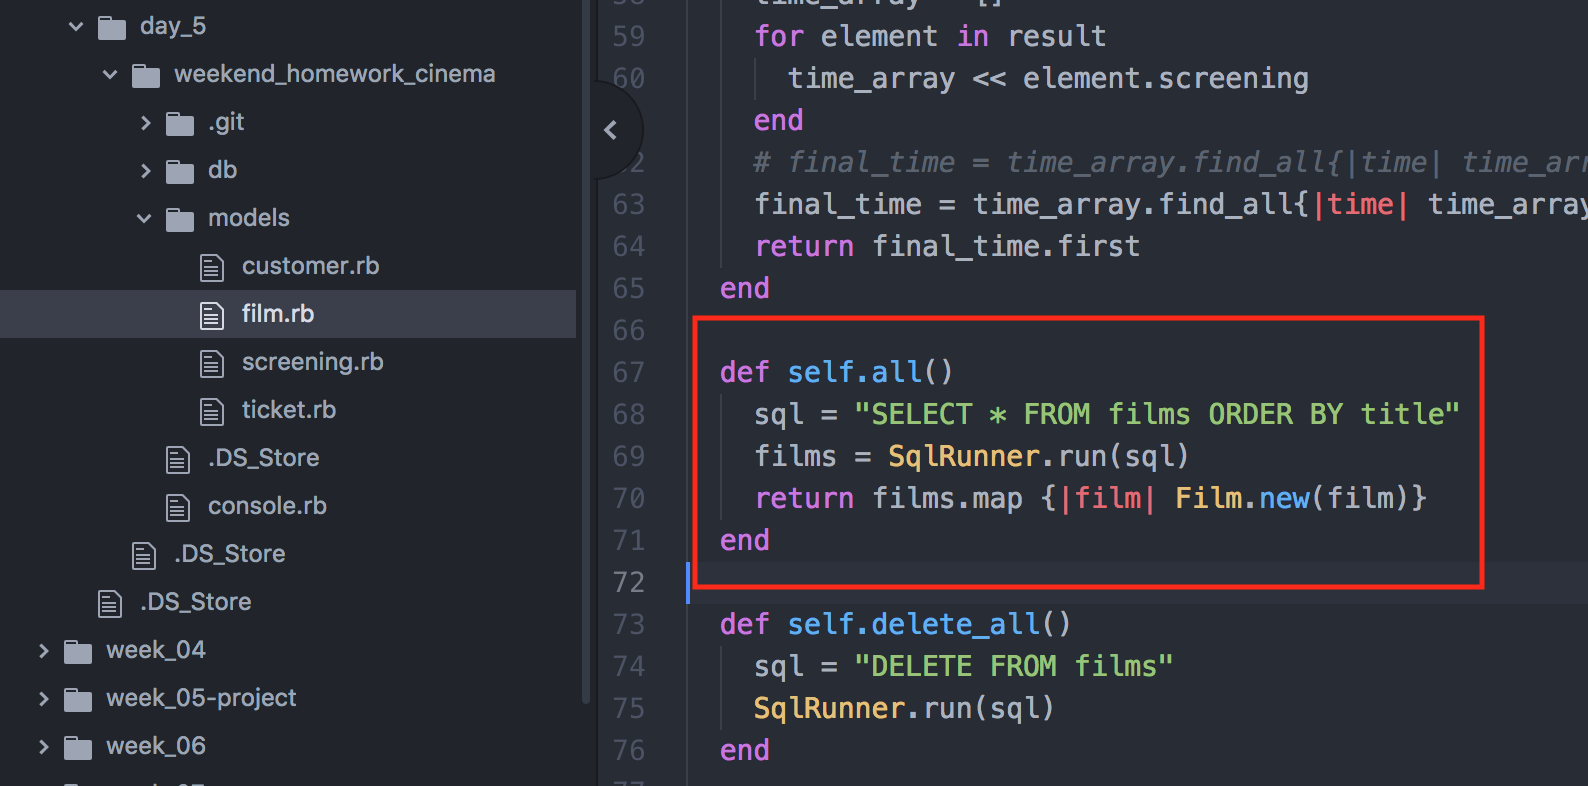 day_5
weekend_homework_cinema
.git
db
models
customer.rb
film.rb
screening.rb
ticket.rb
.DS_Store
console.rb
.DS_Store
.DS_Store
week_04
week_05-project
week_06
59 for element in result
60 time_array << element.screening
end
# final_time = time_array.find_all{|time| time_arr
63 final_time = time_array.find_all{|time| time_array
64 return final_time.first
65 end
66
67 def self.all()
68 sql = "SELECT * FROM films ORDER BY title"
69 films = SqlRunner.run(sql)
70 return films.map {|film| Film.new(film)}
71 end
72
73 def self.delete_all()
74 sql = "DELETE FROM films"
75 SqlRunner.run(sql)
76 end